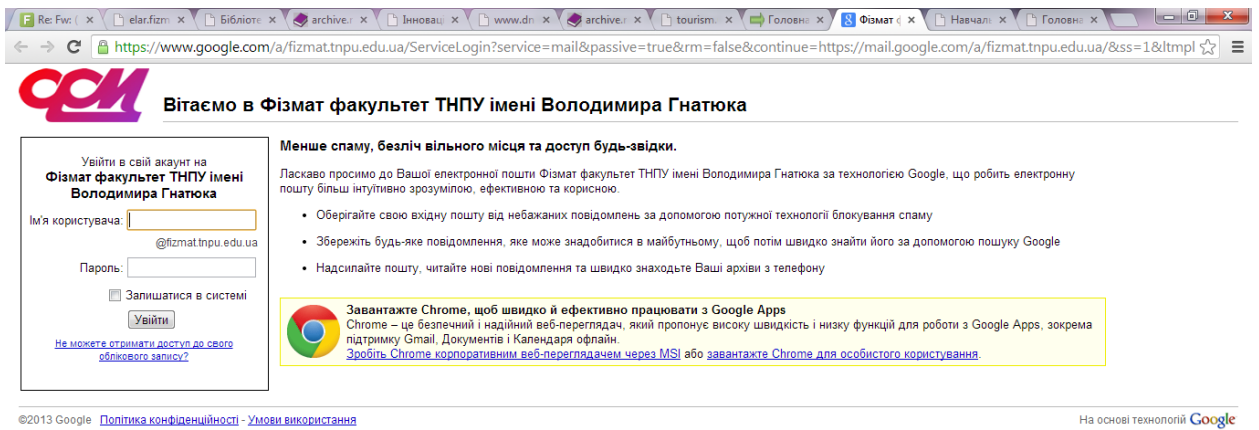 Re: Fw: (
elar.fizm
Бібліоте
archive.r
Інноваці
www.dn
archive.r
tourism.
Головна
Фізмат ф
Навчаль
Головна
https://www.google.com/a/fizmat.tnpu.edu.ua/ServiceLogin?service=mail&passive=true&rm=false&continue=https://mail.google.com/a/fizmat.tnpu.edu.ua/&ss=1&ltmpl
Вітаємо в Фізмат факультет ТНПУ імені Володимира Гнатюка
Увійти в свій акаунт на
Фізмат факультет ТНПУ імені
Володимира Гнатюка
Ім'я користувача:
@fizmat.tnpu.edu.ua
Пароль:
Залишатися в системі
Увійти
Не можете отримати доступ до свого
облікового запису?
Менше спаму, безліч вільного місця та доступ будь-звідки.
Ласкаво просимо до Вашої електронної пошти Фізмат факультет ТНПУ імені Володимира Гнатюка за технологією Google, що робить електронну
пошту більш інтуїтивно зрозумілою, ефективною та корисною.
• Оберігайте свою вхідну пошту від небажаних повідомлень за допомогою потужної технології блокування спаму
• Збережіть будь-яке повідомлення, яке може знадобитися в майбутньому, щоб потім швидко знайти його за допомогою пошуку Google
• Надсилайте пошту, читайте нові повідомлення та швидко знаходьте Ваші архіви з телефону
Завантажте Chrome, щоб швидко й ефективно працювати з Google Apps
Chrome – це безпечний і надійний веб-переглядач, який пропонує високу швидкість і низку функцій для роботи з Google Apps, зокрема
підтримку Gmail, Документів і Календаря офлайн.
Зробіть Chrome корпоративним веб-переглядачем через MSI або завантажте Chrome для особистого користування.
©2013 Google Політика конфіденційності - Умови використання
На основі технологій Google